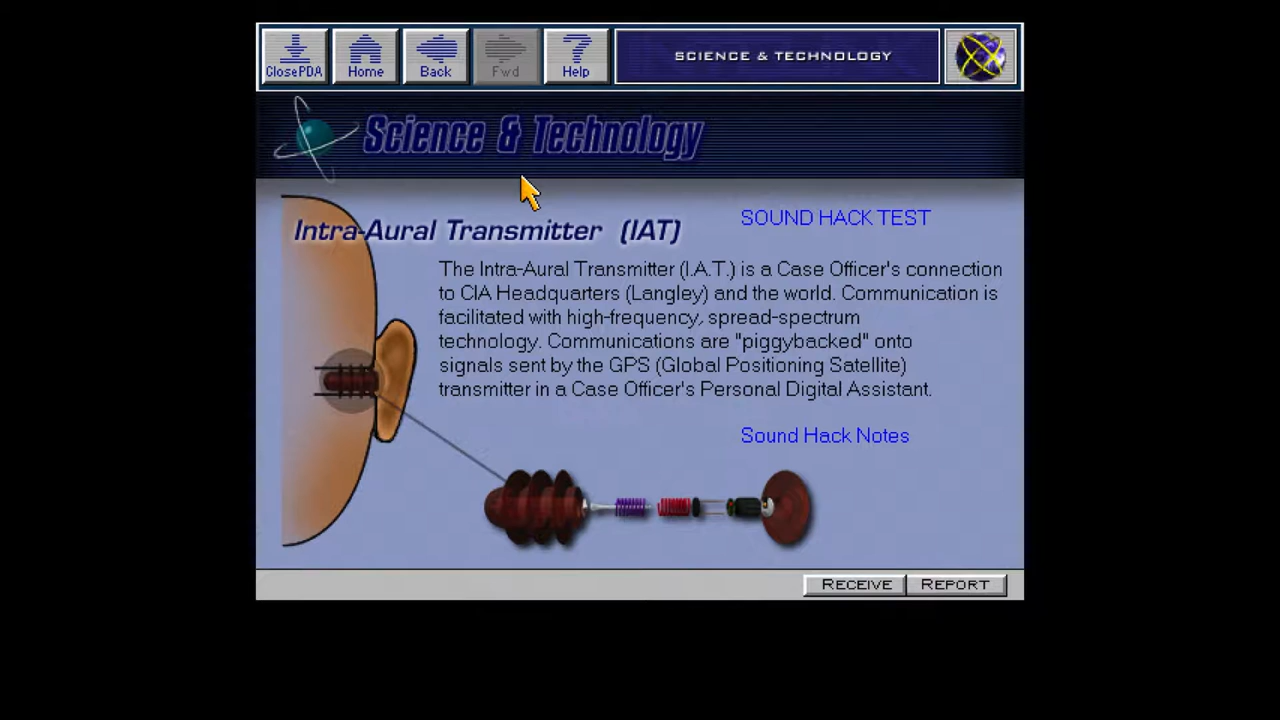 ClosePDA
Home
Back
Fwd
Help
SCIENCE & TECHNOLOGY
Science & Technology
Intra-Aural Transmitter (IAT)
SOUND HACK TEST
The Intra-Aural Transmitter (I.A.T.) is a Case Officer's connection
to CIA Headquarters (Langley) and the world. Communication is
facilitated with high-frequency, spread-spectrum
technology. Communications are "piggybacked" onto
signals sent by the GPS (Global Positioning Satellite)
transmitter in a Case Officer's Personal Digital Assistant.
Sound Hack Notes
RECEIVE
REPORT